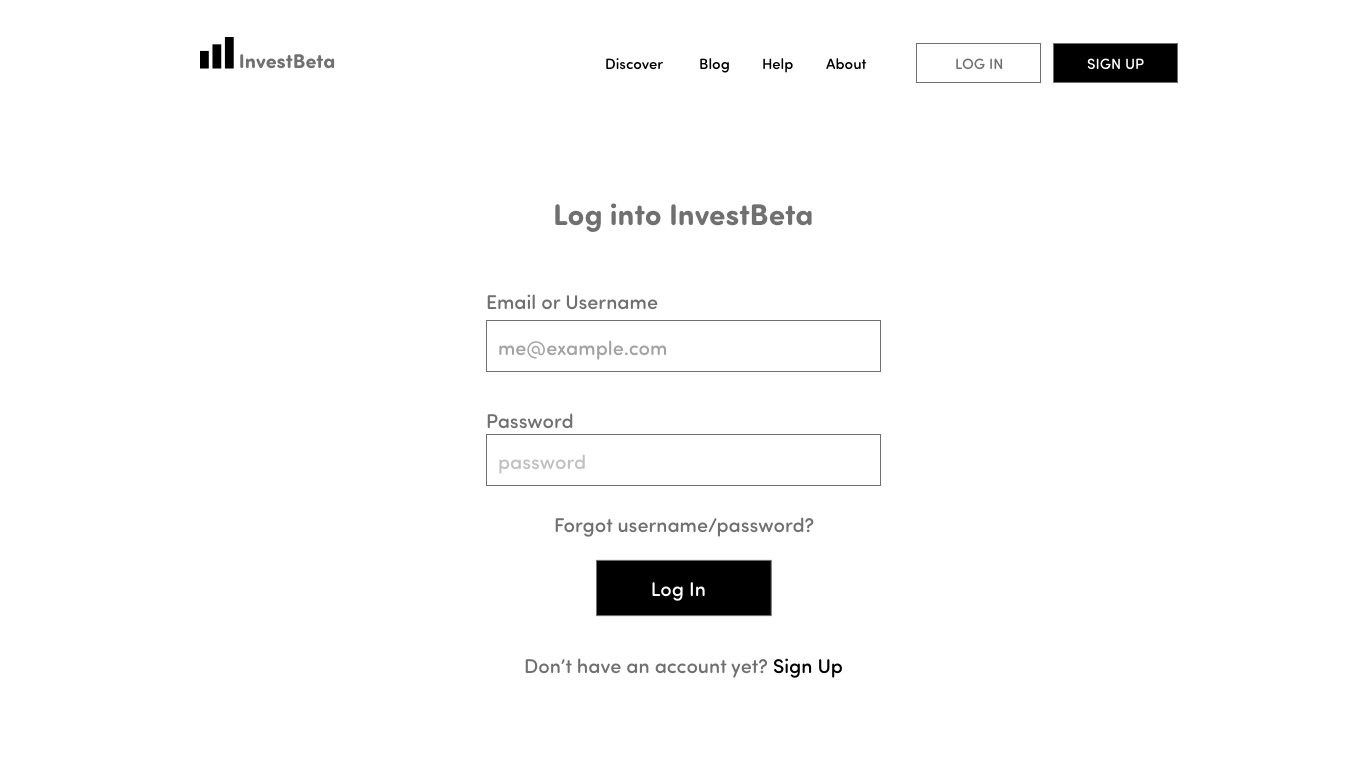 InvestBeta
Discover Blog Help About LOG IN SIGN UP
Log into InvestBeta
Email or Username
me@example.com
Password
password
Forgot username/password?
Log In
Don’t have an account yet? Sign Up